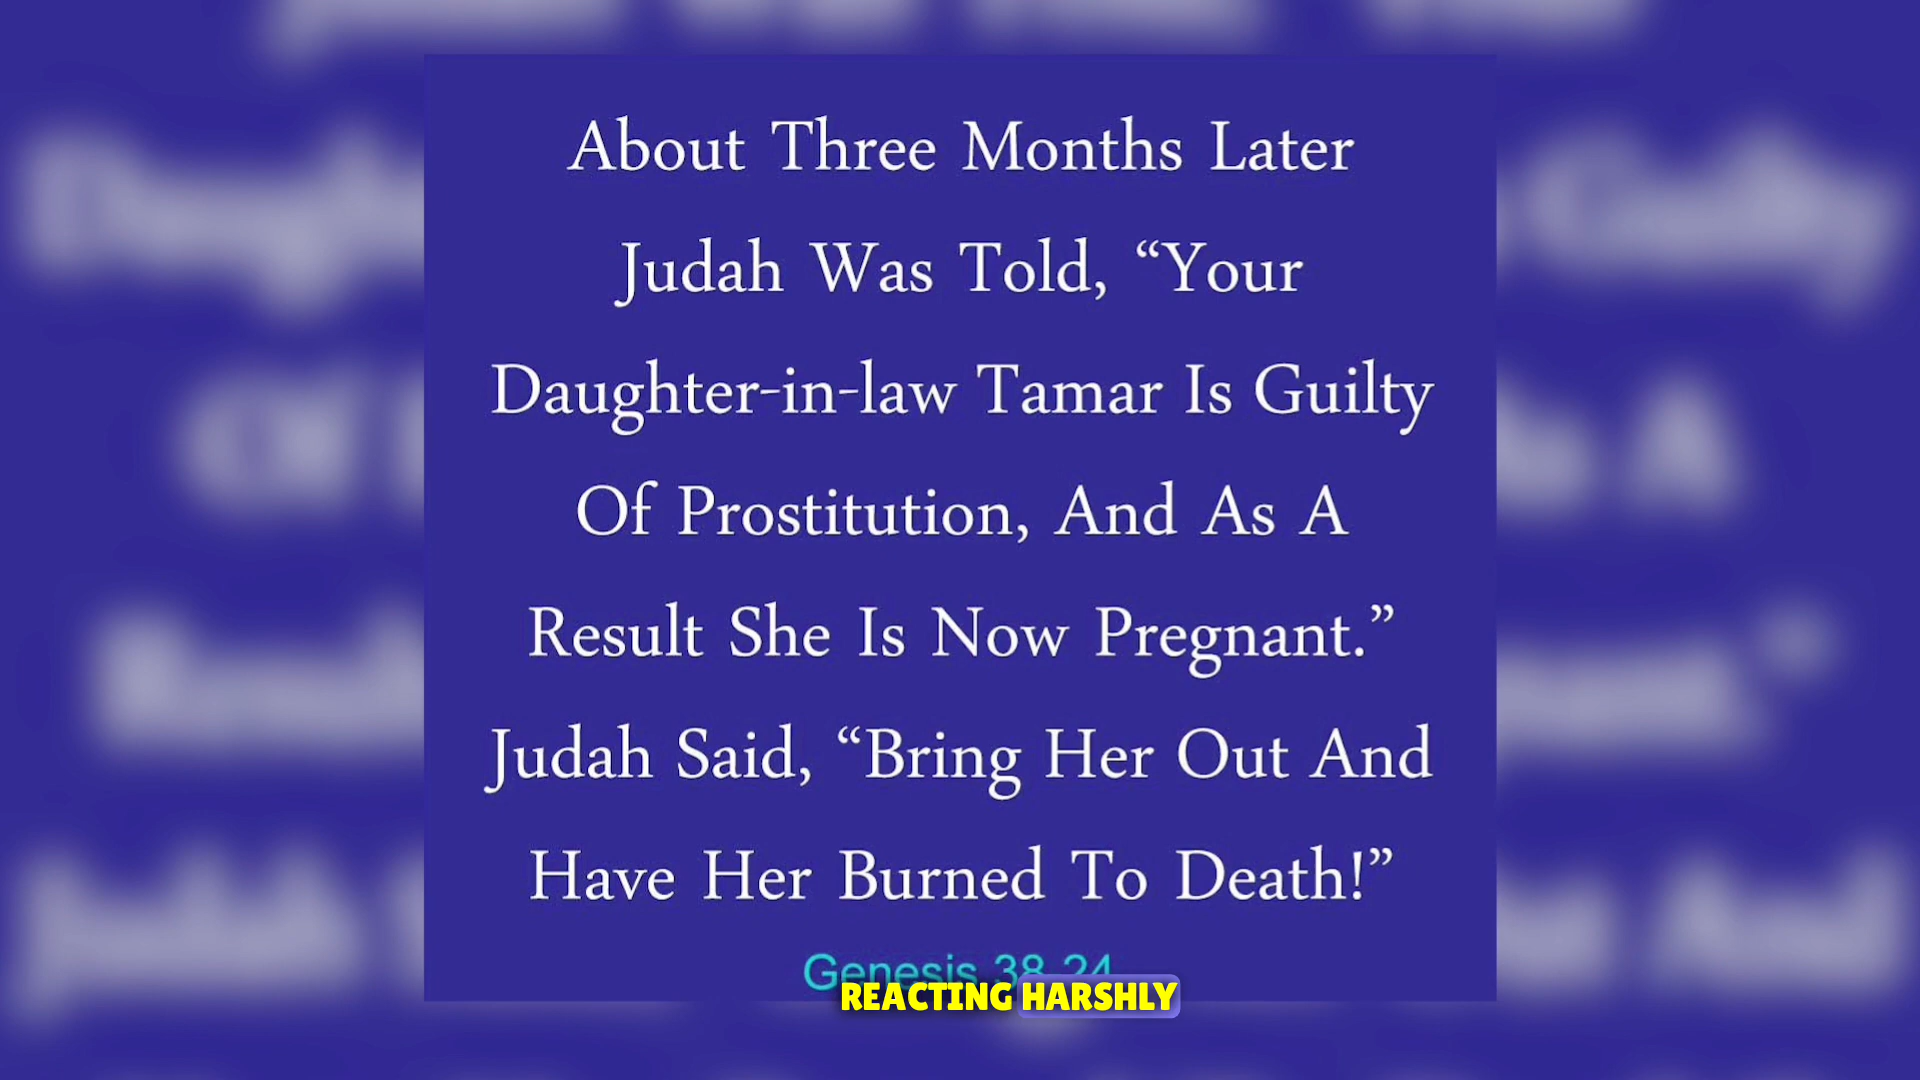 About Three Months Later
Judah Was Told, “Your
Daughter-in-law Tamar Is Guilty
Of Prostitution, And As A
Result She Is Now Pregnant.”
Judah Said, “Bring Her Out And
Have Her Burned To Death!”
Genesis 38 24
REACTING HARSHLY